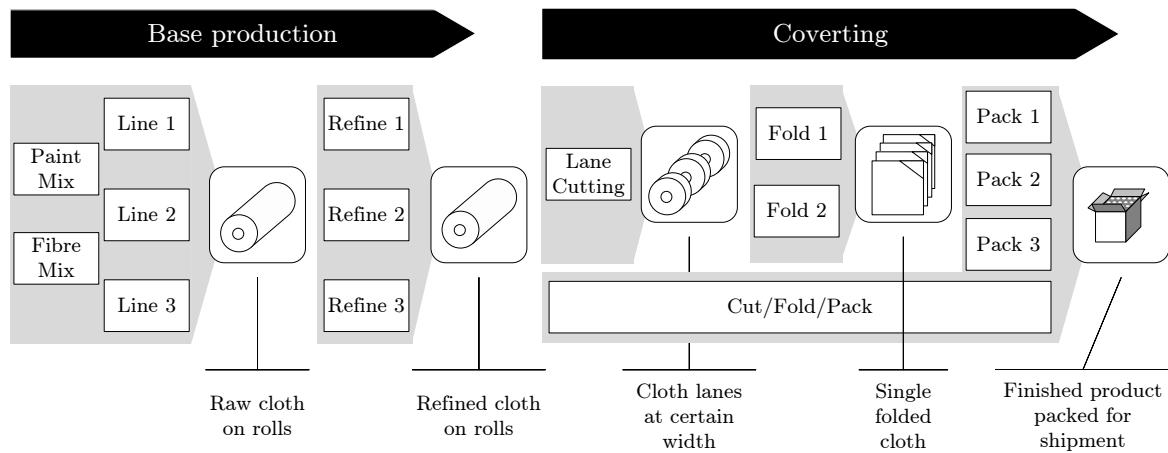 Base production
Coverting
Paint
Mix
Fibre
Mix
Line 1
Line 2
Line 3
Refine 1
Refine 2
Refine 3
Lane
Cutting
Fold 1
Fold 2
Pack 1
Pack 2
Pack 3
Cut/Fold/Pack
Raw cloth
on rolls
Refined cloth
on rolls
Cloth lanes
at certain
width
Single
folded
cloth
Finished product
packed for
shipment